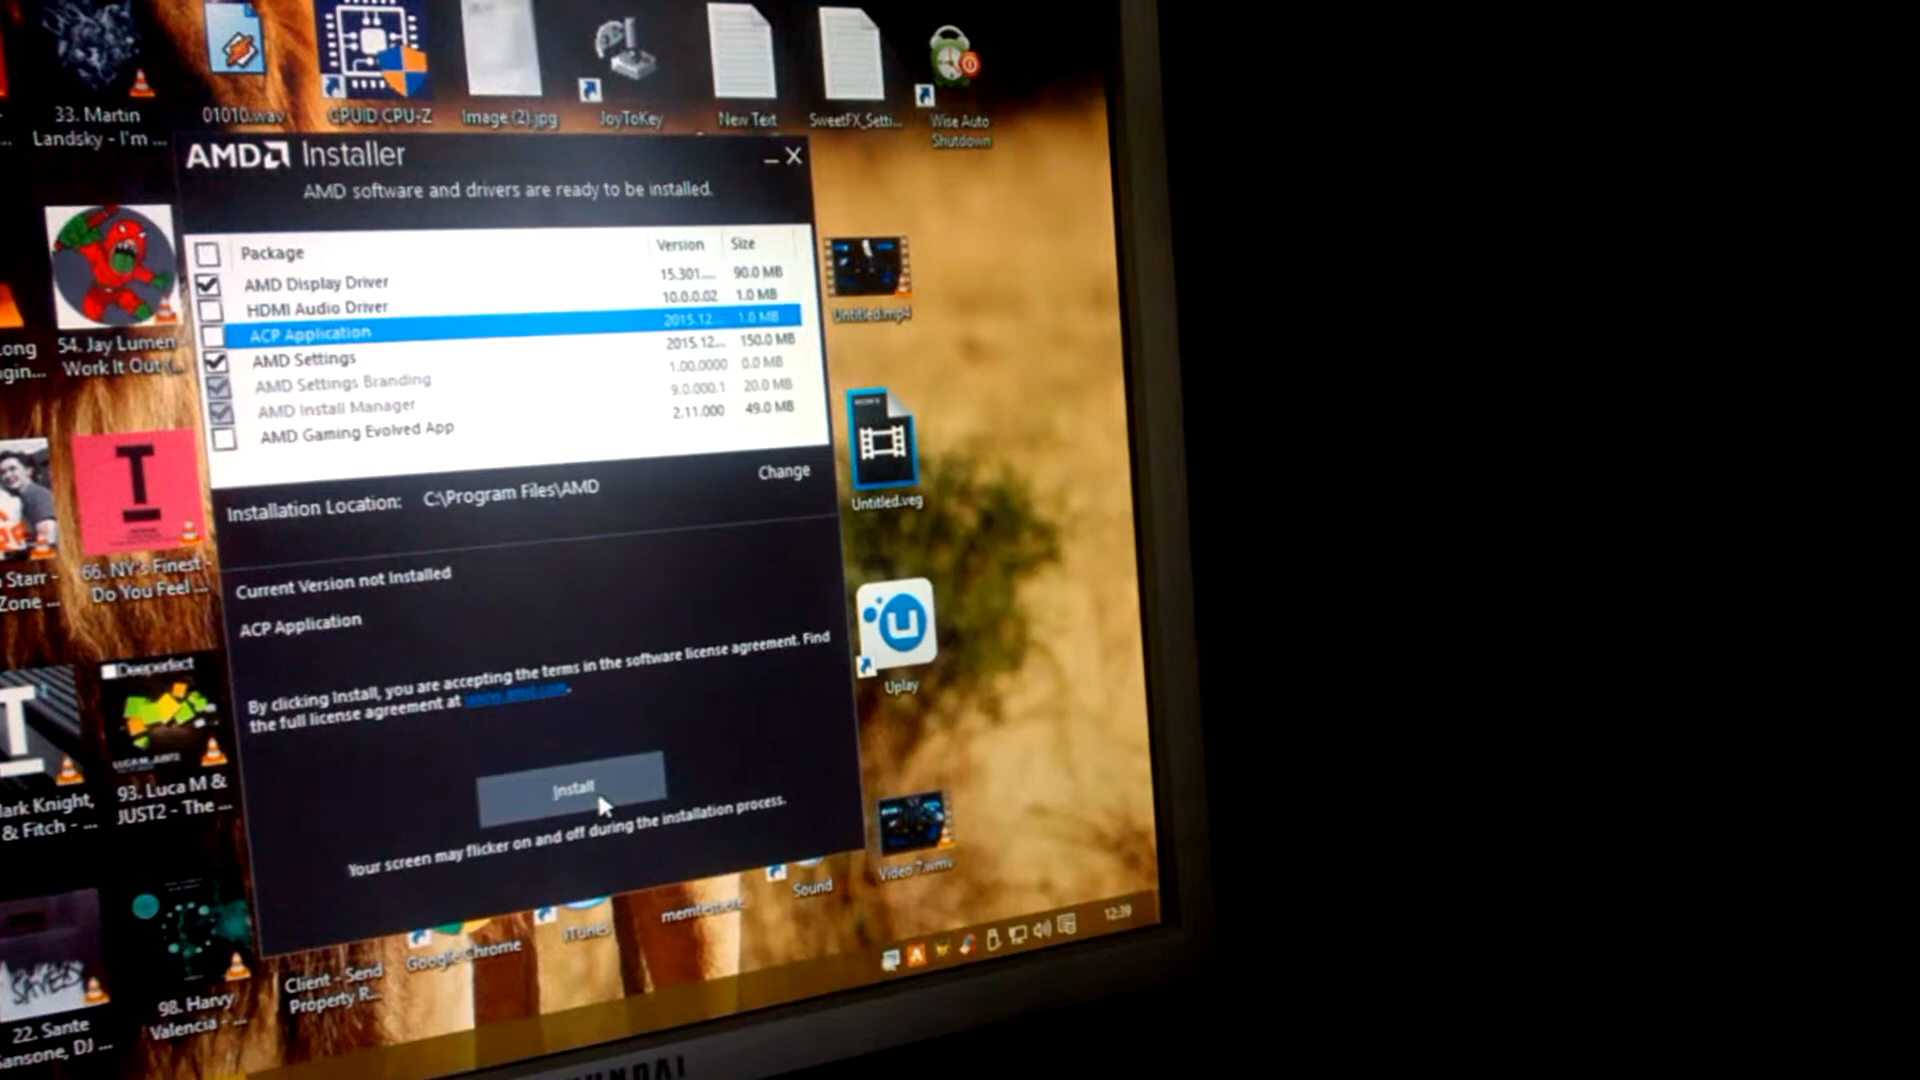 33. Martin
Landsky - I'm ...
01010.wav
CPUID CPU-Z
Image (2).jpg
JoyToKey
New Text
SweetFX_Setti...
Wise Auto
Shutdown
AMD Installer
AMD software and drivers are ready to be installed.
Package Version Size
AMD Display Driver 15.301.... 90.0 MB
HDMI Audio Driver 10.0.0.02 1.0 MB
ACP Application 2015.12... 1.0 MB
AMD Settings 2015.12... 150.0 MB
AMD Settings Branding 1.00.0000 0.0 MB
AMD Install Manager 9.0.000.1 20.0 MB
AMD Gaming Evolved App 2.11.000 49.0 MB
Installation Location: C:\Program Files\AMD Change
Current Version not Installed
ACP Application
By clicking Install, you are accepting the terms in the software license agreement. Find
the full license agreement at www.amd.com.
Install
Your screen may flicker on and off during the installation process.
54. Jay Lumen -
Work It Out (...
66. NY's Finest -
Do You Feel ...
Starr -
Zone ...
Deeperfect
93. Luca M &
JUST2 - The ...
ark Knight,
& Fitch - ...
SAVED
98. Harvy
Valencia - ...
22. Sante
ansone, DJ ...
Client - Send
Property R...
Google Chrome
iTunes
memtest.exe
Sound
Untitled.mp4
Untitled.veg
Uplay
Video 7.wmv
12:39